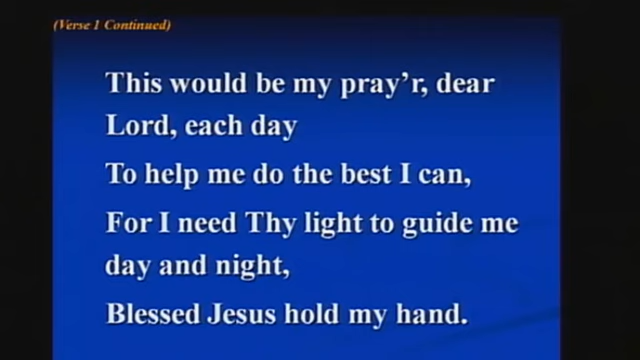 (Verse 1 Continued)
This would be my pray'r, dear
Lord, each day
To help me do the best I can,
For I need Thy light to guide me
day and night,
Blessed Jesus hold my hand.